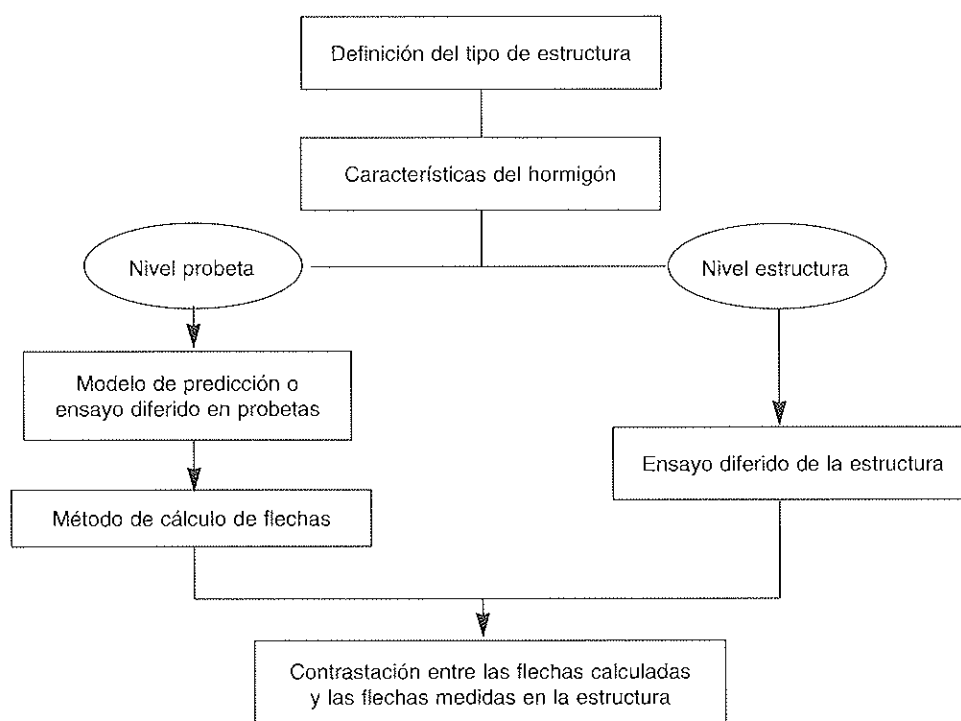 Definición del tipo de estructura
Características del hormigón
Nivel probeta
Nivel estructura
Modelo de predicción o
ensayo diferido en probetas
Ensayo diferido de la estructura
Método de cálculo de flechas
Contrastación entre las flechas calculadas
y las flechas medidas en la estructura